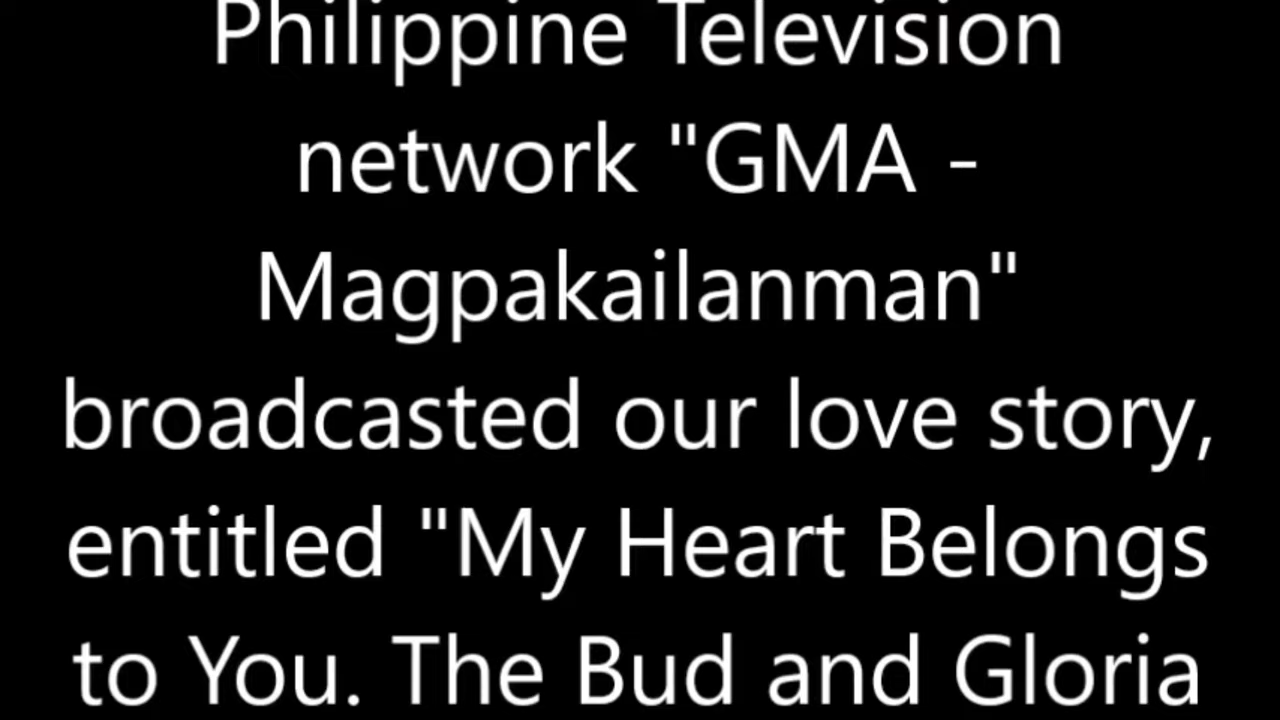 Philippine Television
network "GMA -
Magpakailanman"
broadcasted our love story,
entitled "My Heart Belongs
to You. The Bud and Gloria